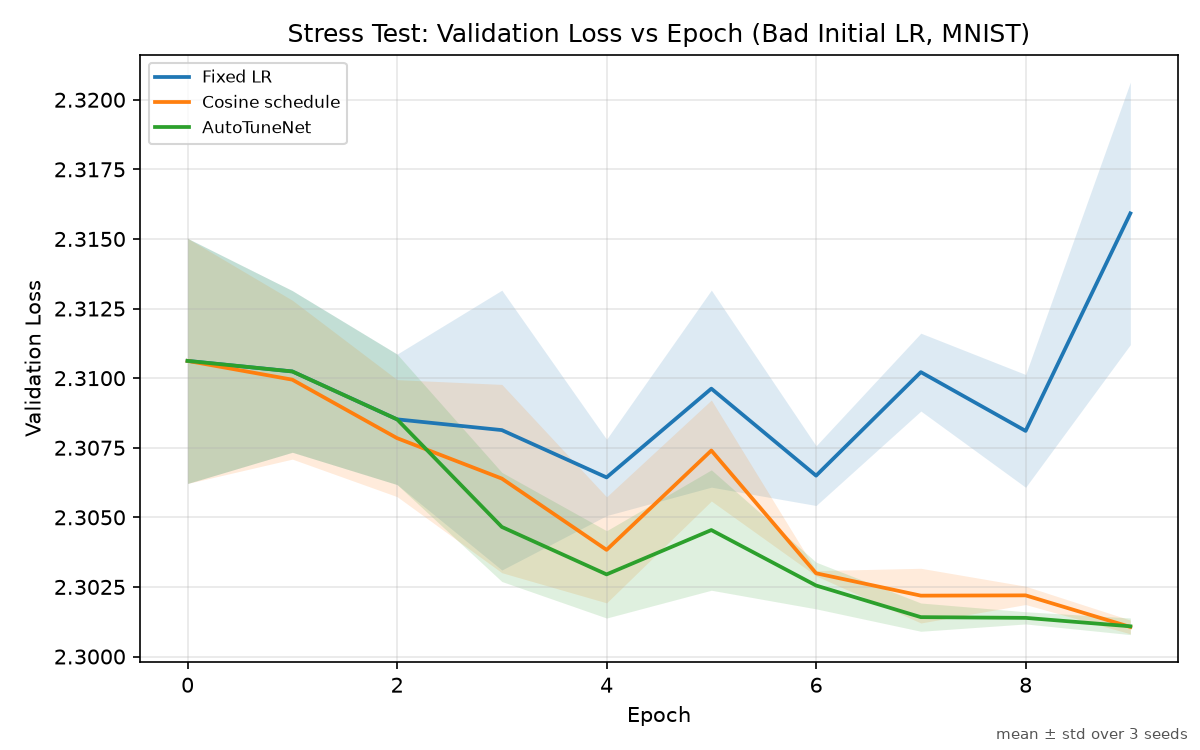 Stress Test: Validation Loss vs Epoch (Bad Initial LR, MNIST)
Fixed LR
Cosine schedule
AutoTuneNet
2.3200
2.3175
2.3150
2.3125
2.3100
2.3075
2.3050
2.3025
2.3000
Validation Loss
0 2 4 6 8
Epoch
mean ± std over 3 seeds